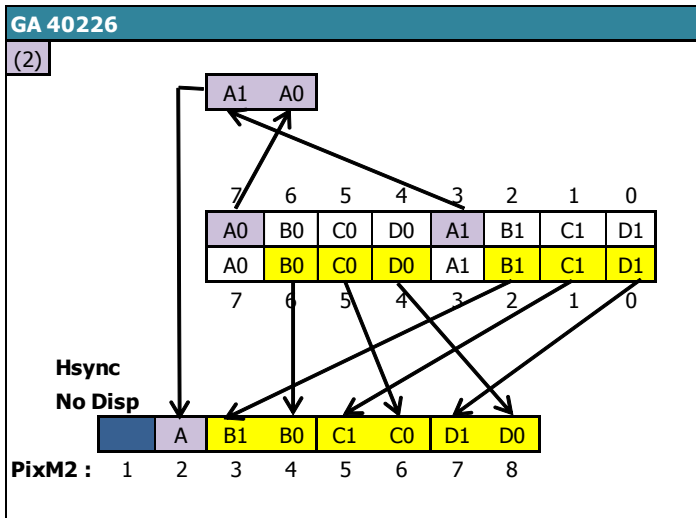 GA 40226
(2)
A1 A0
7 6 5 4 3 2 1 0
A0 B0 C0 D0 A1 B1 C1 D1
A0 B0 C0 D0 A1 B1 C1 D1
7 6 5 4 3 2 1 0
Hsync
No Disp
A B1 B0 C1 C0 D1 D0
PixM2 : 1 2 3 4 5 6 7 8